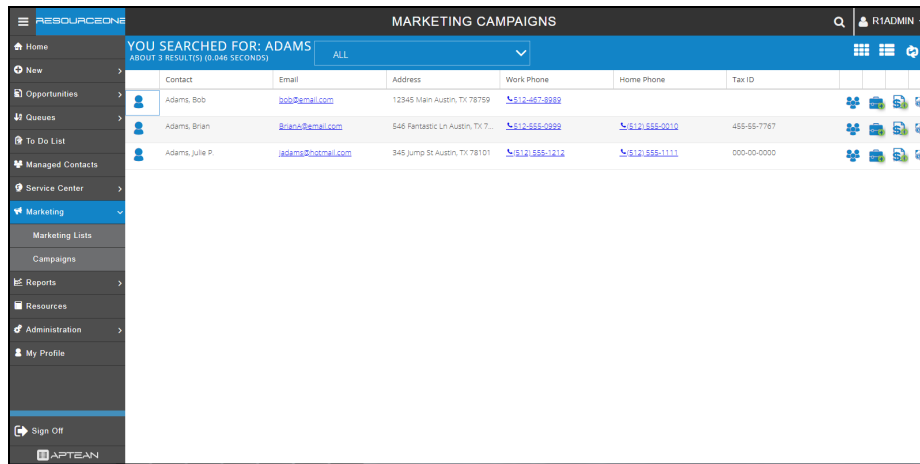 RESOURCEONE
MARKETING CAMPAIGNS
R1ADMIN
Home
New
Opportunities
Queues
To Do List
Managed Contacts
Service Center
Marketing
Marketing Lists
Campaigns
Reports
Resources
Administration
My Profile
Sign Off
APTEAN
YOU SEARCHED FOR: ADAMS
ABOUT 3 RESULT(S) (0.046 SECONDS)
ALL
Contact Email Address Work Phone Home Phone Tax ID
Adams, Bob bob@email.com 12345 Main Austin, TX 78759 512-467-8989
Adams, Brian BrianA@email.com 546 Fantastic Ln Austin, TX 7... 512-555-0999 (512) 555-0010 455-55-7767
Adams, Julie P. jadams@hotmail.com 345 Jump St Austin, TX 78101 (512) 555-1212 (512) 555-1111 000-00-0000